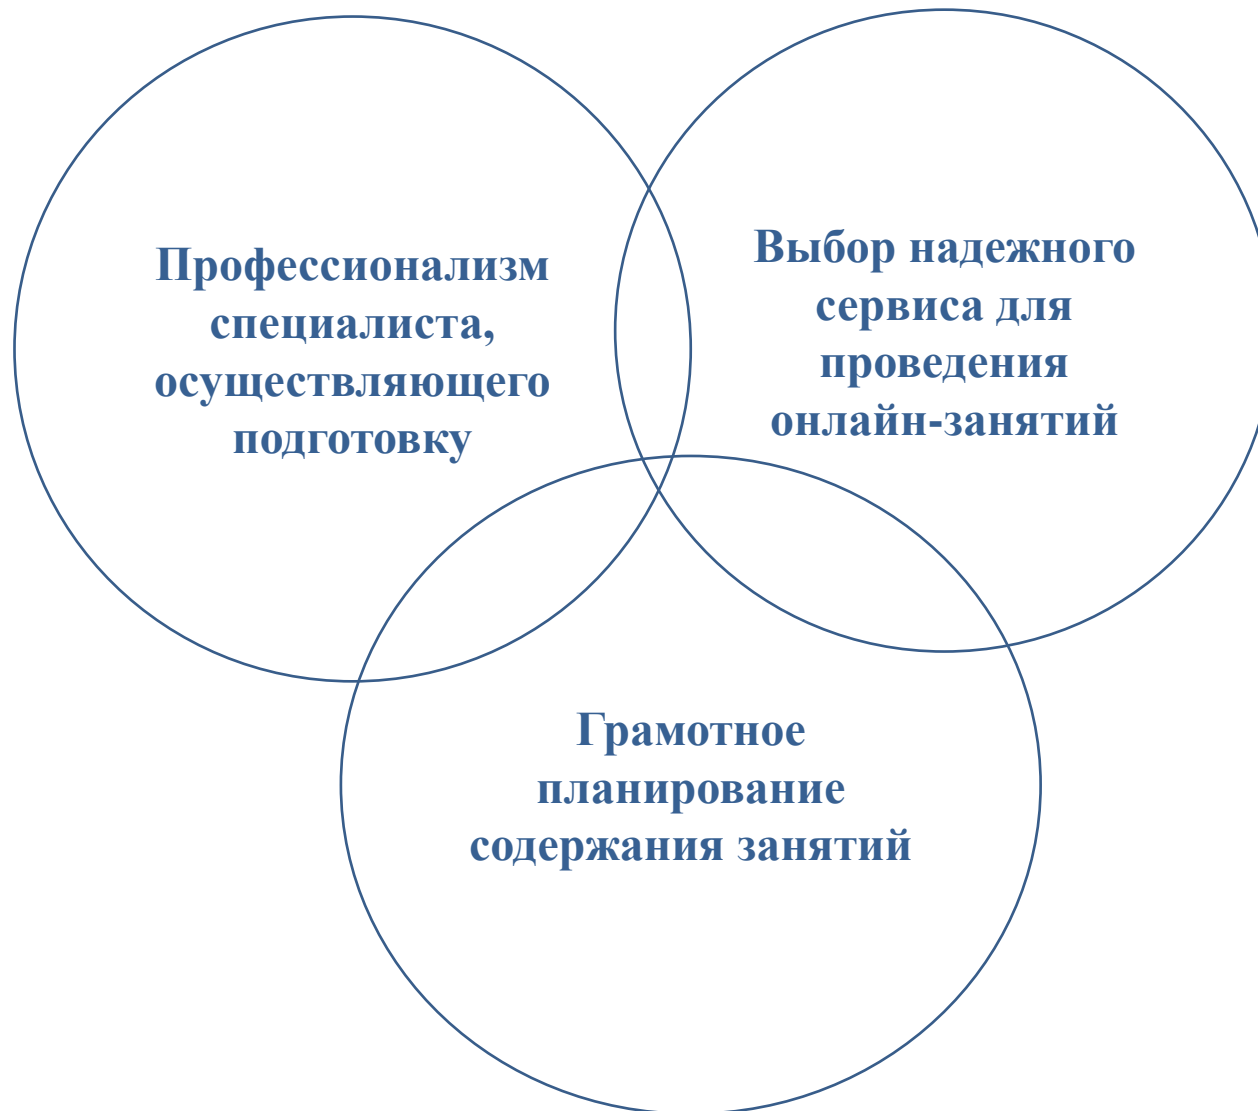 Профессионализм
специалиста,
осуществляющего
подготовку
Выбор надежного
сервиса для
проведения
онлайн-занятий
Грамотное
планирование
содержания занятий